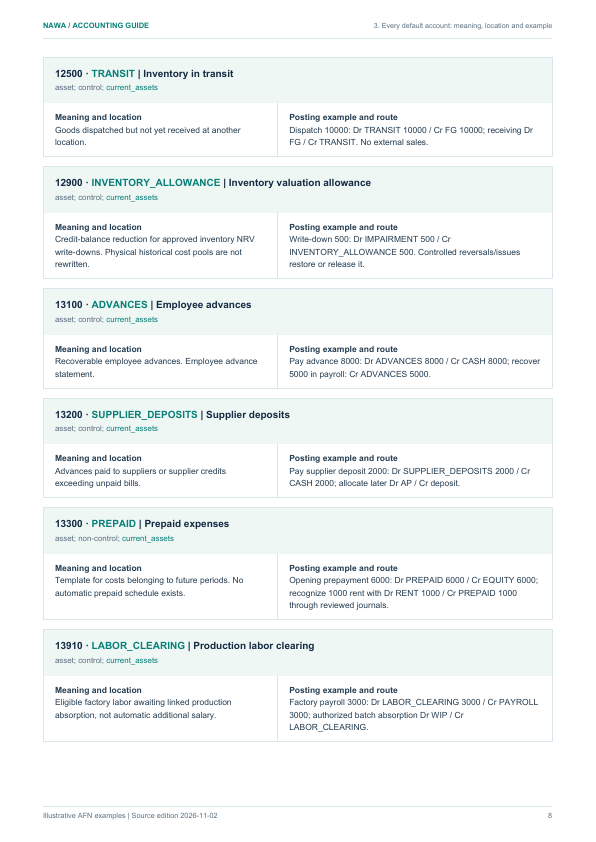 NAWA / ACCOUNTING GUIDE
3. Every default account: meaning, location and example
12500 · TRANSIT | Inventory in transit
asset; control; current_assets
Meaning and location
Goods dispatched but not yet received at another
location.
Posting example and route
Dispatch 10000: Dr TRANSIT 10000 / Cr FG 10000; receiving Dr
FG / Cr TRANSIT. No external sales.
12900 · INVENTORY_ALLOWANCE | Inventory valuation allowance
asset; control; current_assets
Meaning and location
Credit-balance reduction for approved inventory NRV
write-downs. Physical historical cost pools are not
rewritten.
Posting example and route
Write-down 500: Dr IMPAIRMENT 500 / Cr
INVENTORY_ALLOWANCE 500. Controlled reversals/issues
restore or release it.
13100 · ADVANCES | Employee advances
asset; control; current_assets
Meaning and location
Recoverable employee advances. Employee advance
statement.
Posting example and route
Pay advance 8000: Dr ADVANCES 8000 / Cr CASH 8000; recover
5000 in payroll: Cr ADVANCES 5000.
13200 · SUPPLIER_DEPOSITS | Supplier deposits
asset; control; current_assets
Meaning and location
Advances paid to suppliers or supplier credits
exceeding unpaid bills.
Posting example and route
Pay supplier deposit 2000: Dr SUPPLIER_DEPOSITS 2000 / Cr
CASH 2000; allocate later Dr AP / Cr deposit.
13300 · PREPAID | Prepaid expenses
asset; non-control; current_assets
Meaning and location
Template for costs belonging to future periods. No
automatic prepaid schedule exists.
Posting example and route
Opening prepayment 6000: Dr PREPAID 6000 / Cr EQUITY 6000;
recognize 1000 rent with Dr RENT 1000 / Cr PREPAID 1000
through reviewed journals.
13910 · LABOR_CLEARING | Production labor clearing
asset; control; current_assets
Meaning and location
Eligible factory labor awaiting linked production
absorption, not automatic additional salary.
Posting example and route
Factory payroll 3000: Dr LABOR_CLEARING 3000 / Cr PAYROLL
3000; authorized batch absorption Dr WIP / Cr
LABOR_CLEARING.
Illustrative AFN examples | Source edition 2026-11-02
8